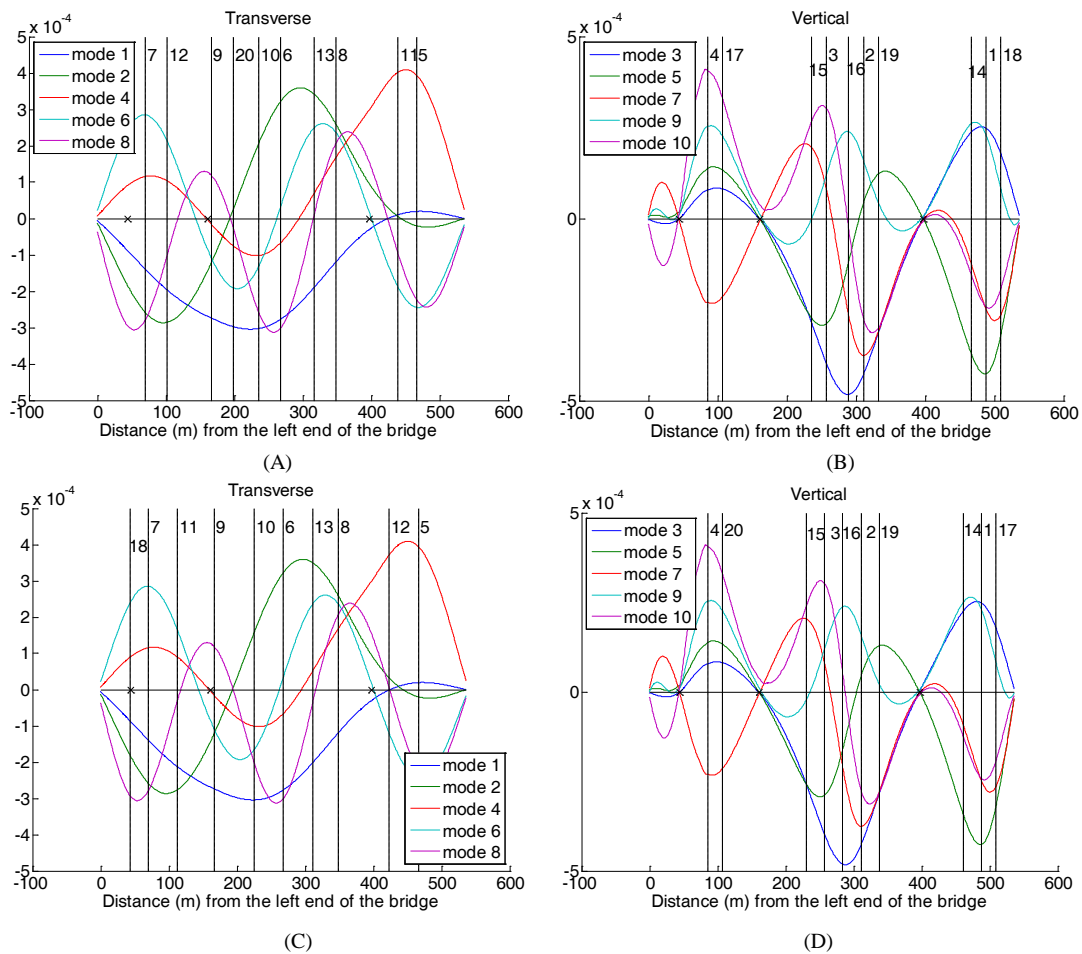 x 10⁻⁴
Transverse
5
4
3
2
1
0
-1
-2
-3
-4
-5
mode 1
mode 2
mode 4
mode 6
mode 8
7 12 9 20 10 6 13 8 11 5
-100 0 100 200 300 400 500 600
Distance (m) from the left end of the bridge
(A)
x 10⁻⁴
Vertical
5
0
-5
mode 3
mode 5
mode 7
mode 9
mode 10
4 17 15 3 16 2 19 14 1 18
-100 0 100 200 300 400 500 600
Distance (m) from the left end of the bridge
(B)
x 10⁻⁴
Transverse
5
4
3
2
1
0
-1
-2
-3
-4
-5
18 7 11 9 10 6 13 8 12 5
mode 1
mode 2
mode 4
mode 6
mode 8
-100 0 100 200 300 400 500 600
Distance (m) from the left end of the bridge
(C)
x 10⁻⁴
Vertical
5
0
-5
mode 3
mode 5
mode 7
mode 9
mode 10
4 20 15 3 16 2 19 14 1 17
-100 0 100 200 300 400 500 600
Distance (m) from the left end of the bridge
(D)